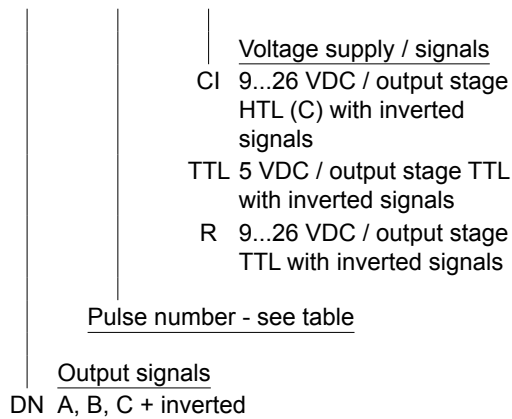 Voltage supply / signals
CI 9...26 VDC / output stage
HTL (C) with inverted
signals
TTL 5 VDC / output stage TTL
with inverted signals
R 9...26 VDC / output stage
TTL with inverted signals
Pulse number - see table
Output signals
DN A, B, C + inverted